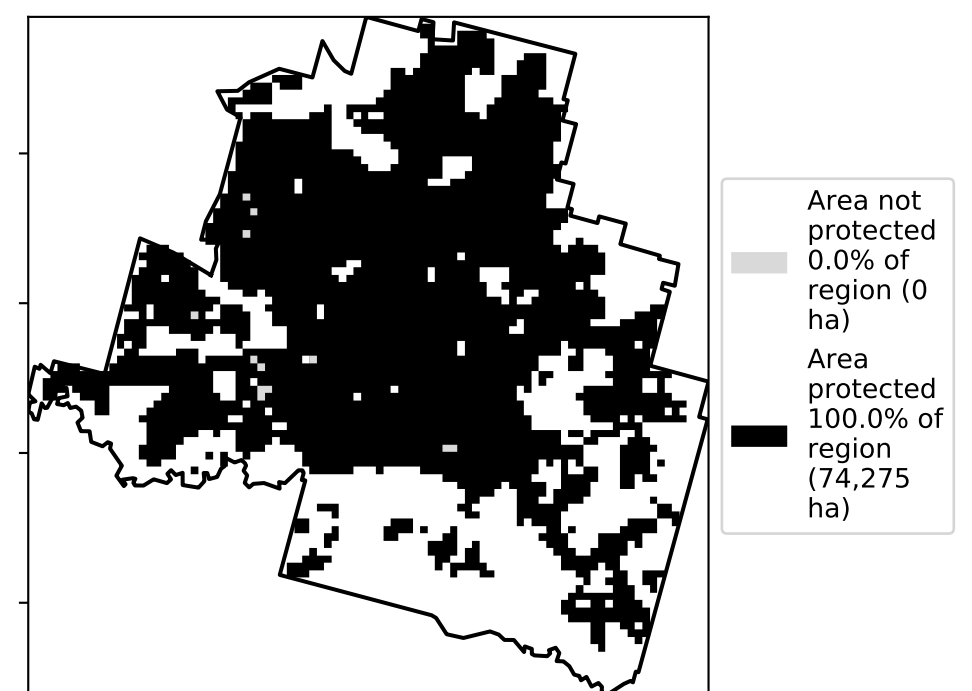 Area not
protected
0.0% of
region (0
ha)
Area
protected
100.0% of
region
(74,275
ha)